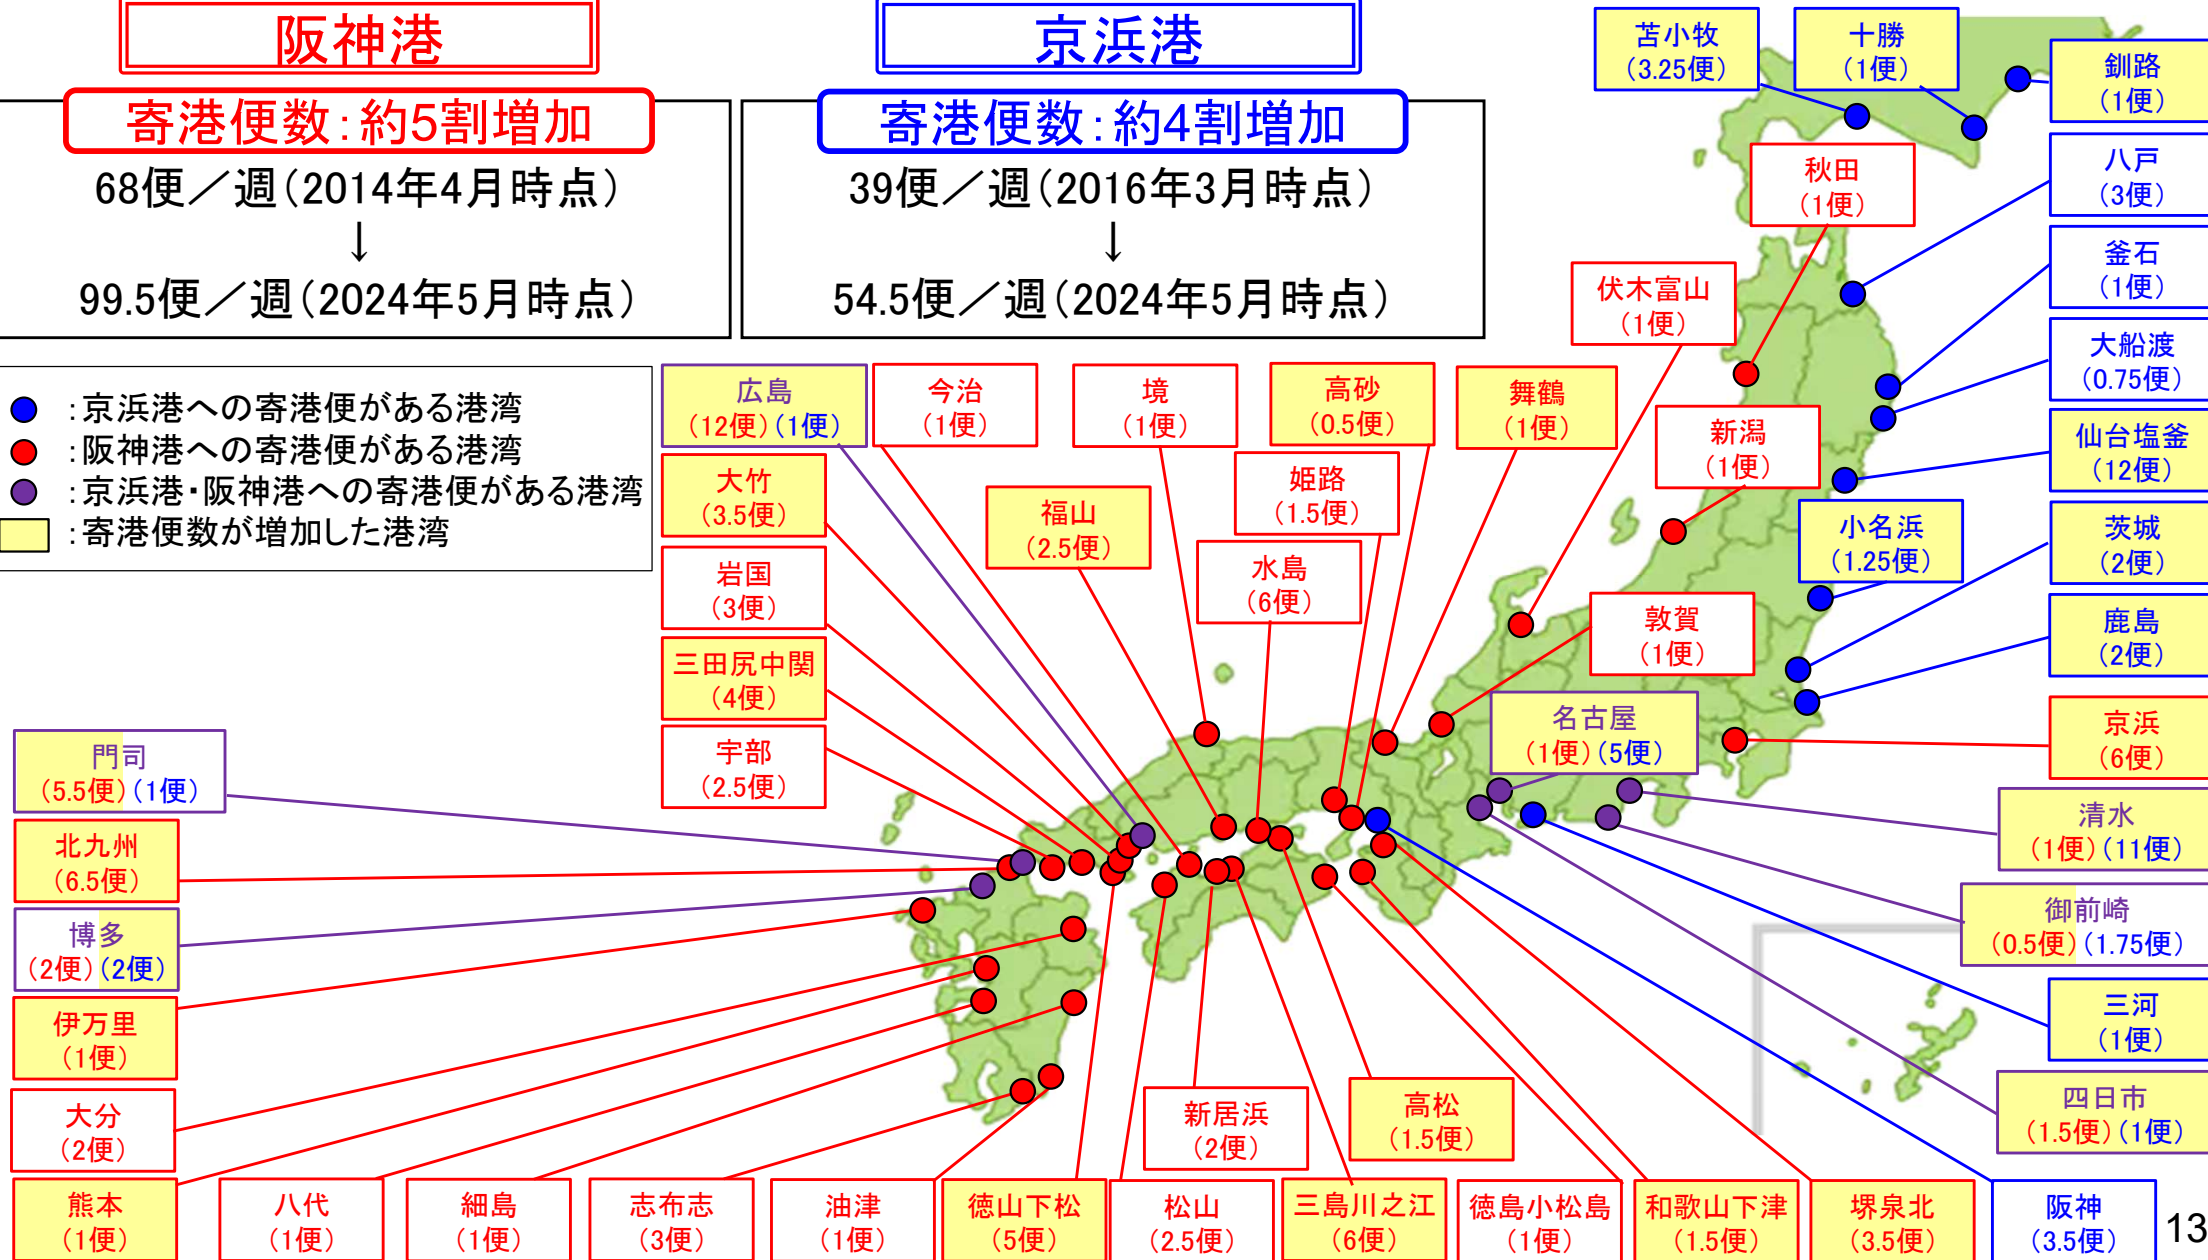 阪神港
寄港便数：約5割増加
68便／週（2014年4月時点）
↓
99.5便／週（2024年5月時点）
京浜港
寄港便数：約4割増加
39便／週（2016年3月時点）
↓
54.5便／週（2024年5月時点）
：京浜港への寄港便がある港湾
：阪神港への寄港便がある港湾
：京浜港・阪神港への寄港便がある港湾
：寄港便数が増加した港湾
苫小牧
（3.25便）
十勝
（1便）
釧路
（1便）
八戸
（3便）
秋田
（1便）
釜石
（1便）
伏木富山
（1便）
大船渡
（0.75便）
広島
（12便）（1便）
今治
（1便）
境
（1便）
高砂
（0.5便）
舞鶴
（1便）
新潟
（1便）
仙台塩釜
（12便）
大竹
（3.5便）
福山
（2.5便）
姫路
（1.5便）
小名浜
（1.25便）
茨城
（2便）
岩国
（3便）
水島
（6便）
敦賀
（1便）
鹿島
（2便）
三田尻中関
（4便）
名古屋
（1便）（5便）
京浜
（6便）
宇部
（2.5便）
門司
（5.5便）（1便）
清水
（1便）（11便）
北九州
（6.5便）
御前崎
（0.5便）（1.75便）
博多
（2便）（2便）
三河
（1便）
伊万里
（1便）
四日市
（1.5便）（1便）
大分
（2便）
新居浜
（2便）
高松
（1.5便）
熊本
（1便）
八代
（1便）
細島
（1便）
志布志
（3便）
油津
（1便）
徳山下松
（5便）
松山
（2.5便）
三島川之江
（6便）
徳島小松島
（1便）
和歌山下津
（1.5便）
堺泉北
（3.5便）
阪神
（3.5便）
13